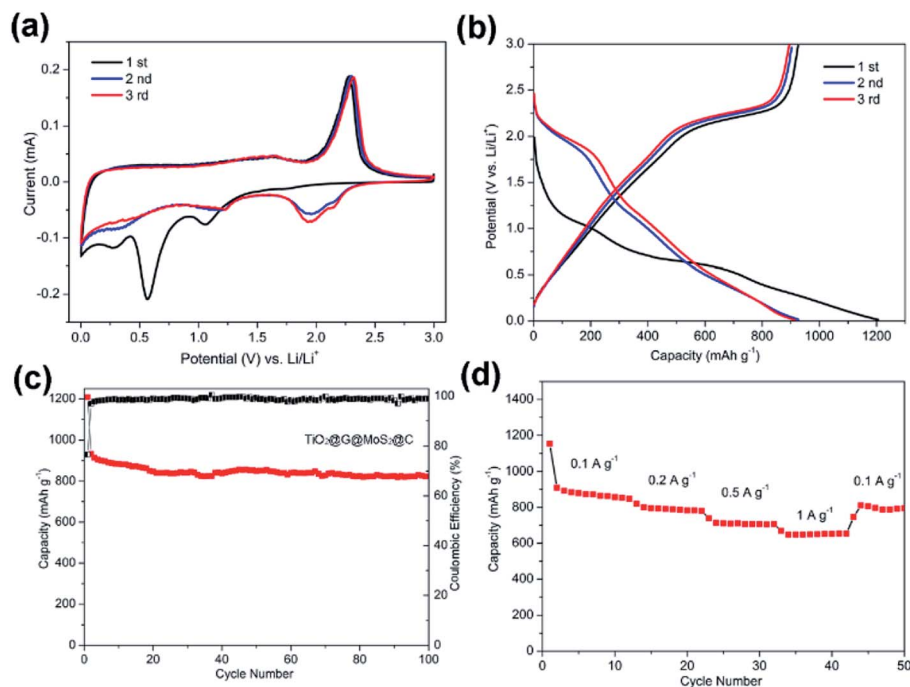 (a)
1 st
2 nd
3 rd
0.2
0.1
0.0
-0.1
-0.2
Current (mA)
0.0 0.5 1.0 1.5 2.0 2.5 3.0
Potential (V) vs. Li/Li⁺
(b)
1 st
2 nd
3 rd
3.0
2.5
2.0
1.5
1.0
0.5
0.0
Potential (V vs. Li/Li⁺)
0 200 400 600 800 1000 1200
Capacity (mAh g⁻¹)
(c)
1200
1000
800
600
400
200
0
Capacity (mAh g⁻¹)
TiO₂@G@MoS₂@C
100
80
60
40
20
0
Coulombic Efficiency (%)
0 20 40 60 80 100
Cycle Number
(d)
1400
1200
1000
800
600
400
200
0
Capacity (mAh g⁻¹)
0.1 A g⁻¹
0.2 A g⁻¹
0.5 A g⁻¹
1 A g⁻¹
0.1 A g⁻¹
0 10 20 30 40 50
Cycle Number